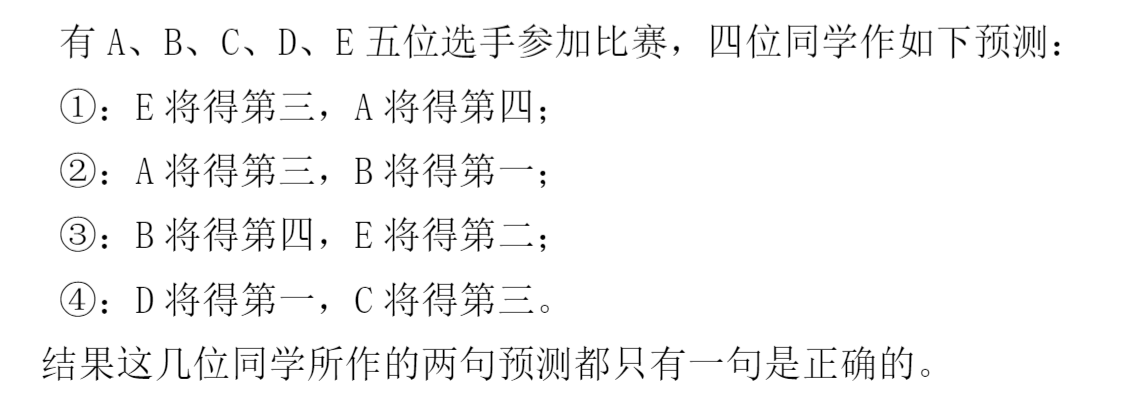 有 A、B、C、D、E 五位选手参加比赛，四位同学作如下预测：
①：E 将得第三，A 将得第四；
②：A 将得第三，B 将得第一；
③：B 将得第四，E 将得第二；
④：D 将得第一，C 将得第三。
结果这几位同学所作的两句预测都只有一句是正确的。